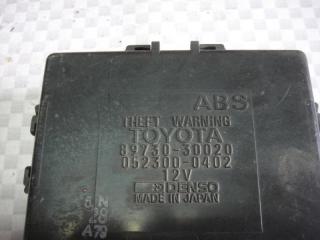 ABS
THEFT WARNING
TOYOTA
89730-30020
052300-0402
12V
DENSO
MADE IN JAPAN